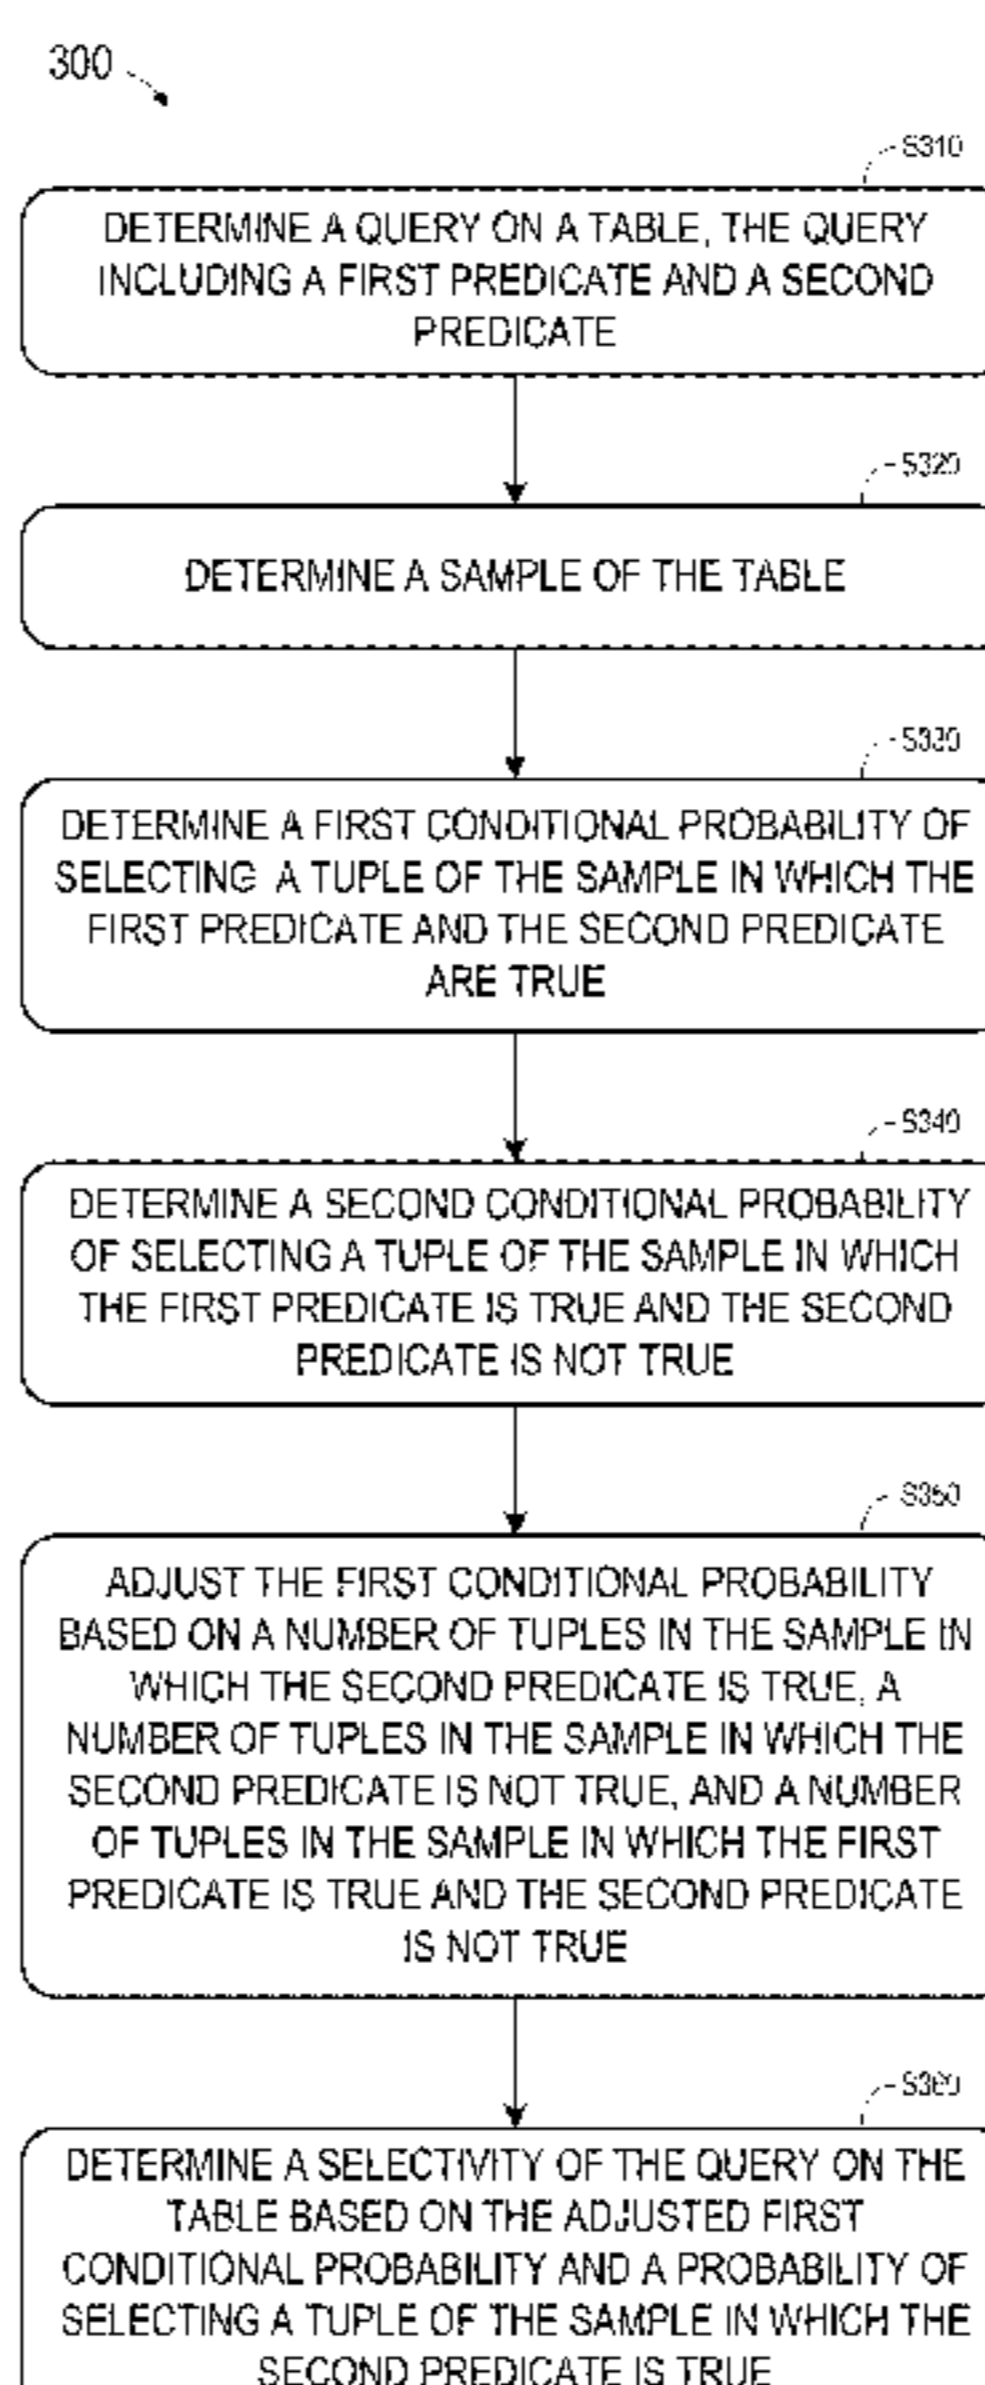 300
S310
DETERMINE A QUERY ON A TABLE, THE QUERY
INCLUDING A FIRST PREDICATE AND A SECOND
PREDICATE
S320
DETERMINE A SAMPLE OF THE TABLE
S330
DETERMINE A FIRST CONDITIONAL PROBABILITY OF
SELECTING A TUPLE OF THE SAMPLE IN WHICH THE
FIRST PREDICATE AND THE SECOND PREDICATE
ARE TRUE
S340
DETERMINE A SECOND CONDITIONAL PROBABILITY
OF SELECTING A TUPLE OF THE SAMPLE IN WHICH
THE FIRST PREDICATE IS TRUE AND THE SECOND
PREDICATE IS NOT TRUE
S350
ADJUST THE FIRST CONDITIONAL PROBABILITY
BASED ON A NUMBER OF TUPLES IN THE SAMPLE IN
WHICH THE SECOND PREDICATE IS TRUE, A
NUMBER OF TUPLES IN THE SAMPLE IN WHICH THE
SECOND PREDICATE IS NOT TRUE, AND A NUMBER
OF TUPLES IN THE SAMPLE IN WHICH THE FIRST
PREDICATE IS TRUE AND THE SECOND PREDICATE
IS NOT TRUE
S360
DETERMINE A SELECTIVITY OF THE QUERY ON THE
TABLE BASED ON THE ADJUSTED FIRST
CONDITIONAL PROBABILITY AND A PROBABILITY OF
SELECTING A TUPLE OF THE SAMPLE IN WHICH THE
SECOND PREDICATE IS TRUE